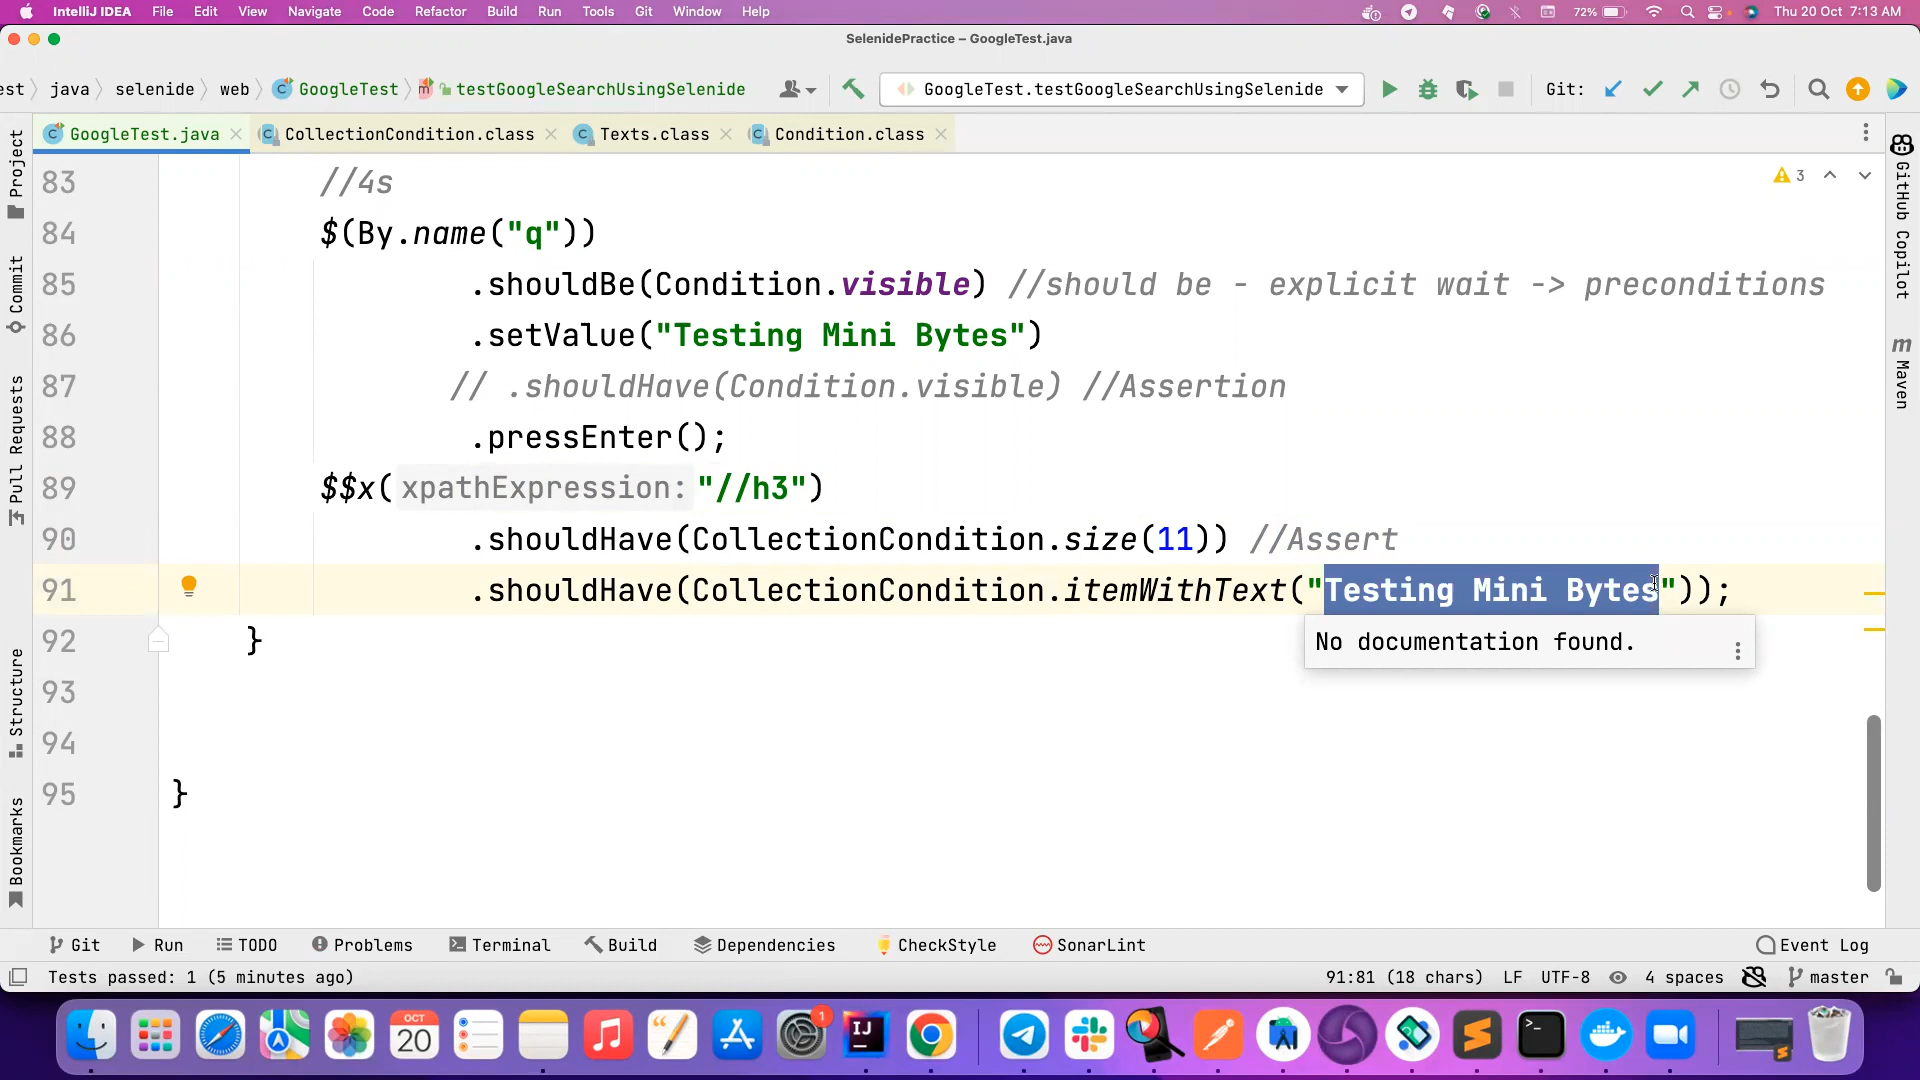 IntelliJ IDEA File Edit View Navigate Code Refactor Build Run Tools Git Window Help 72% Thu 20 Oct 7:13 AM
SelenidePractice – GoogleTest.java
est java selenide web GoogleTest testGoogleSearchUsingSelenide GoogleTest.testGoogleSearchUsingSelenide Git:
GoogleTest.java CollectionCondition.class Texts.class Condition.class
Project
Commit
Pull Requests
Structure
Bookmarks
83 //4s
84 $(By.name("q"))
85 .shouldBe(Condition.visible) //should be - explicit wait -> preconditions
86 .setValue("Testing Mini Bytes")
87 // .shouldHave(Condition.visible) //Assertion
88 .pressEnter();
89 $$x( xpathExpression: "//h3")
90 .shouldHave(CollectionCondition.size(11)) //Assert
91 .shouldHave(CollectionCondition.itemWithText("Testing Mini Bytes"));
92 }
93
94
95 }
3
No documentation found.
GitHub Copilot
m
Maven
Git Run TODO Problems Terminal Build Dependencies CheckStyle SonarLint Event Log
Tests passed: 1 (5 minutes ago) 91:81 (18 chars) LF UTF-8 4 spaces master
OCT
20
1
IJ